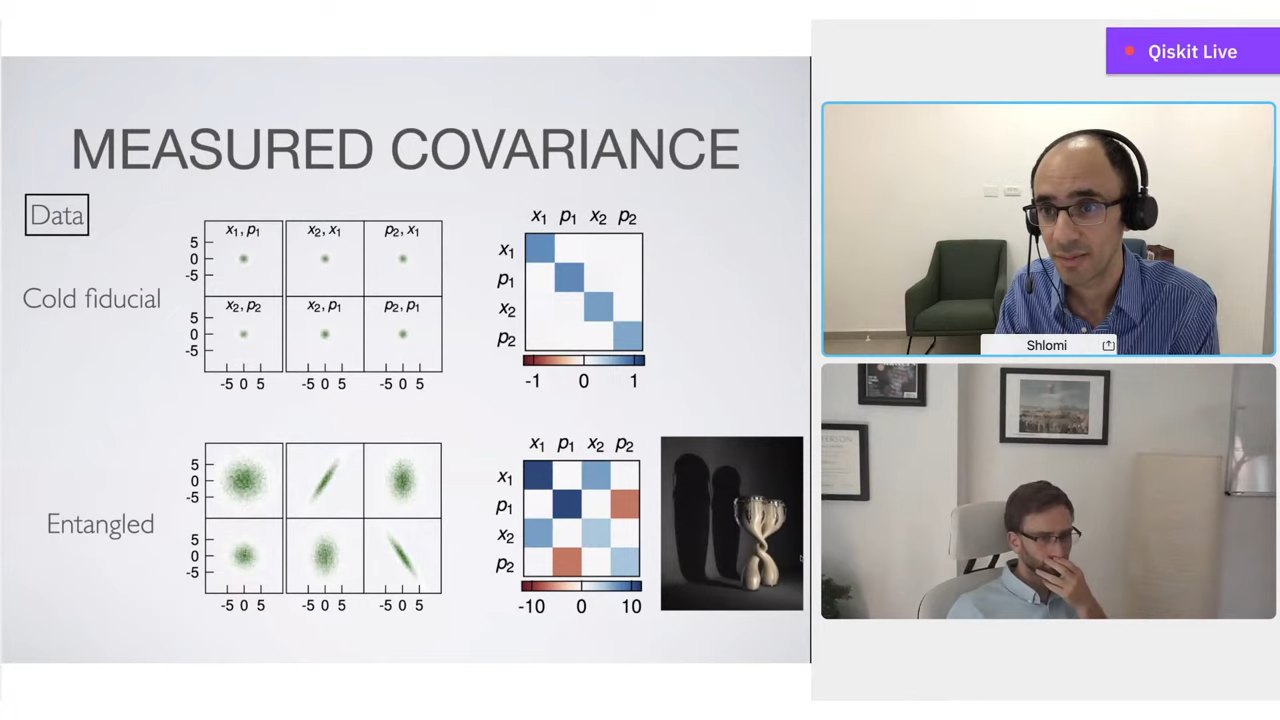 Qiskit Live
MEASURED COVARIANCE
Data
Cold fiducial
x1, p1
x2, x1
p2, x1
5
0
-5
x2, p2
x2, p1
p2, p1
5
0
-5
-5 0 5
-5 0 5
-5 0 5
x1 p1 x2 p2
x1
p1
x2
p2
-1 0 1
Entangled
5
0
-5
5
0
-5
-5 0 5
-5 0 5
-5 0 5
x1 p1 x2 p2
x1
p1
x2
p2
-10 0 10
Shlomi